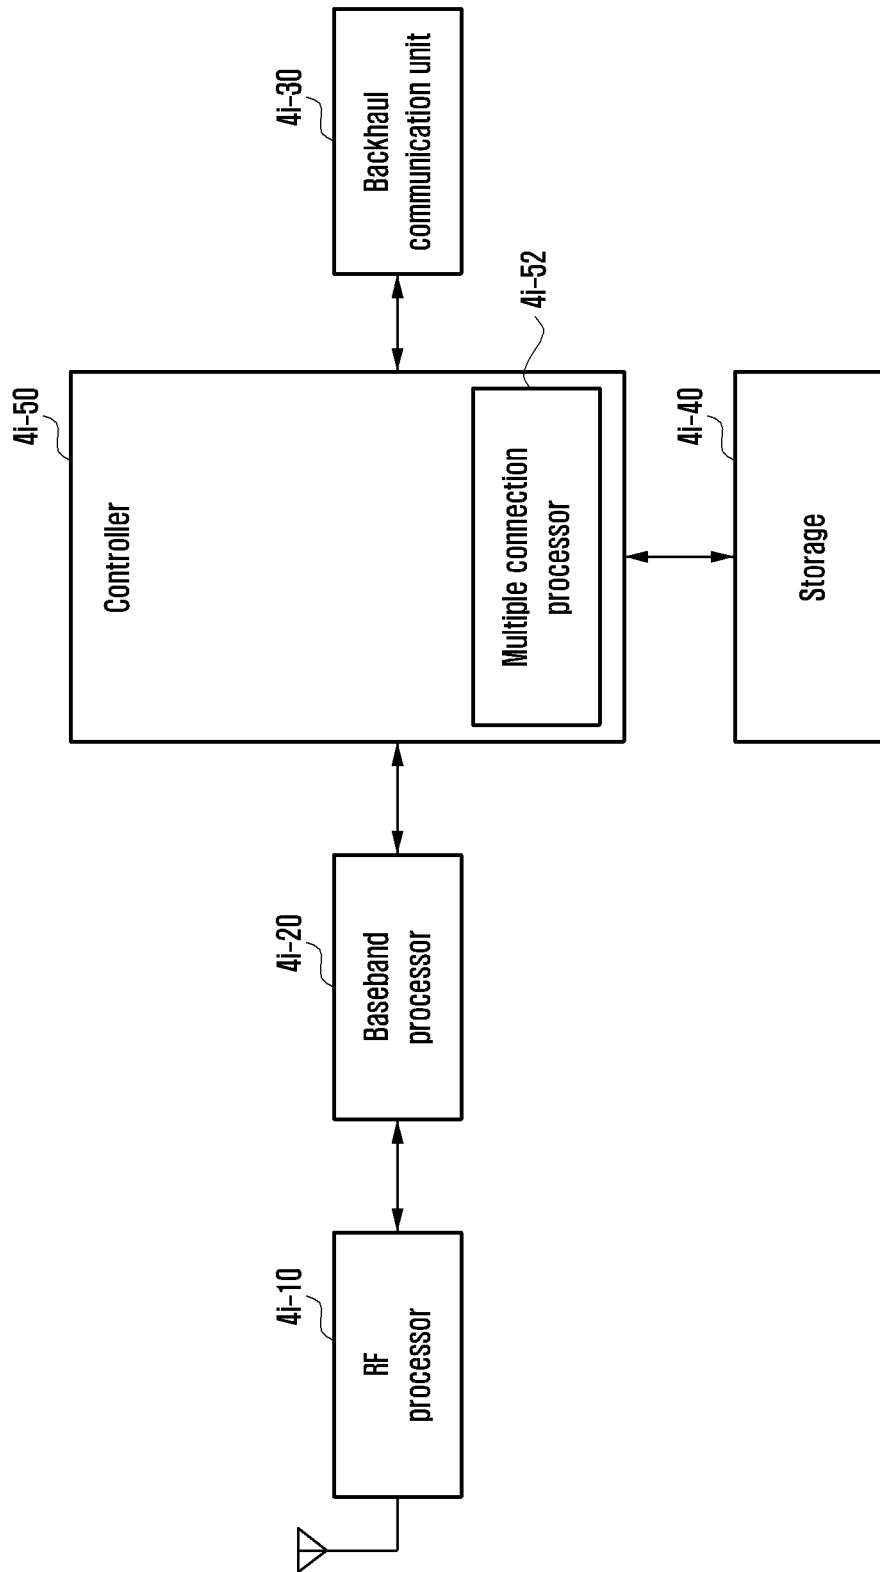 4i-10
RF
processor
4i-20
Baseband
processor
4i-50
Controller
4i-52
Multiple connection
processor
4i-30
Backhaul
communication unit
4i-40
Storage